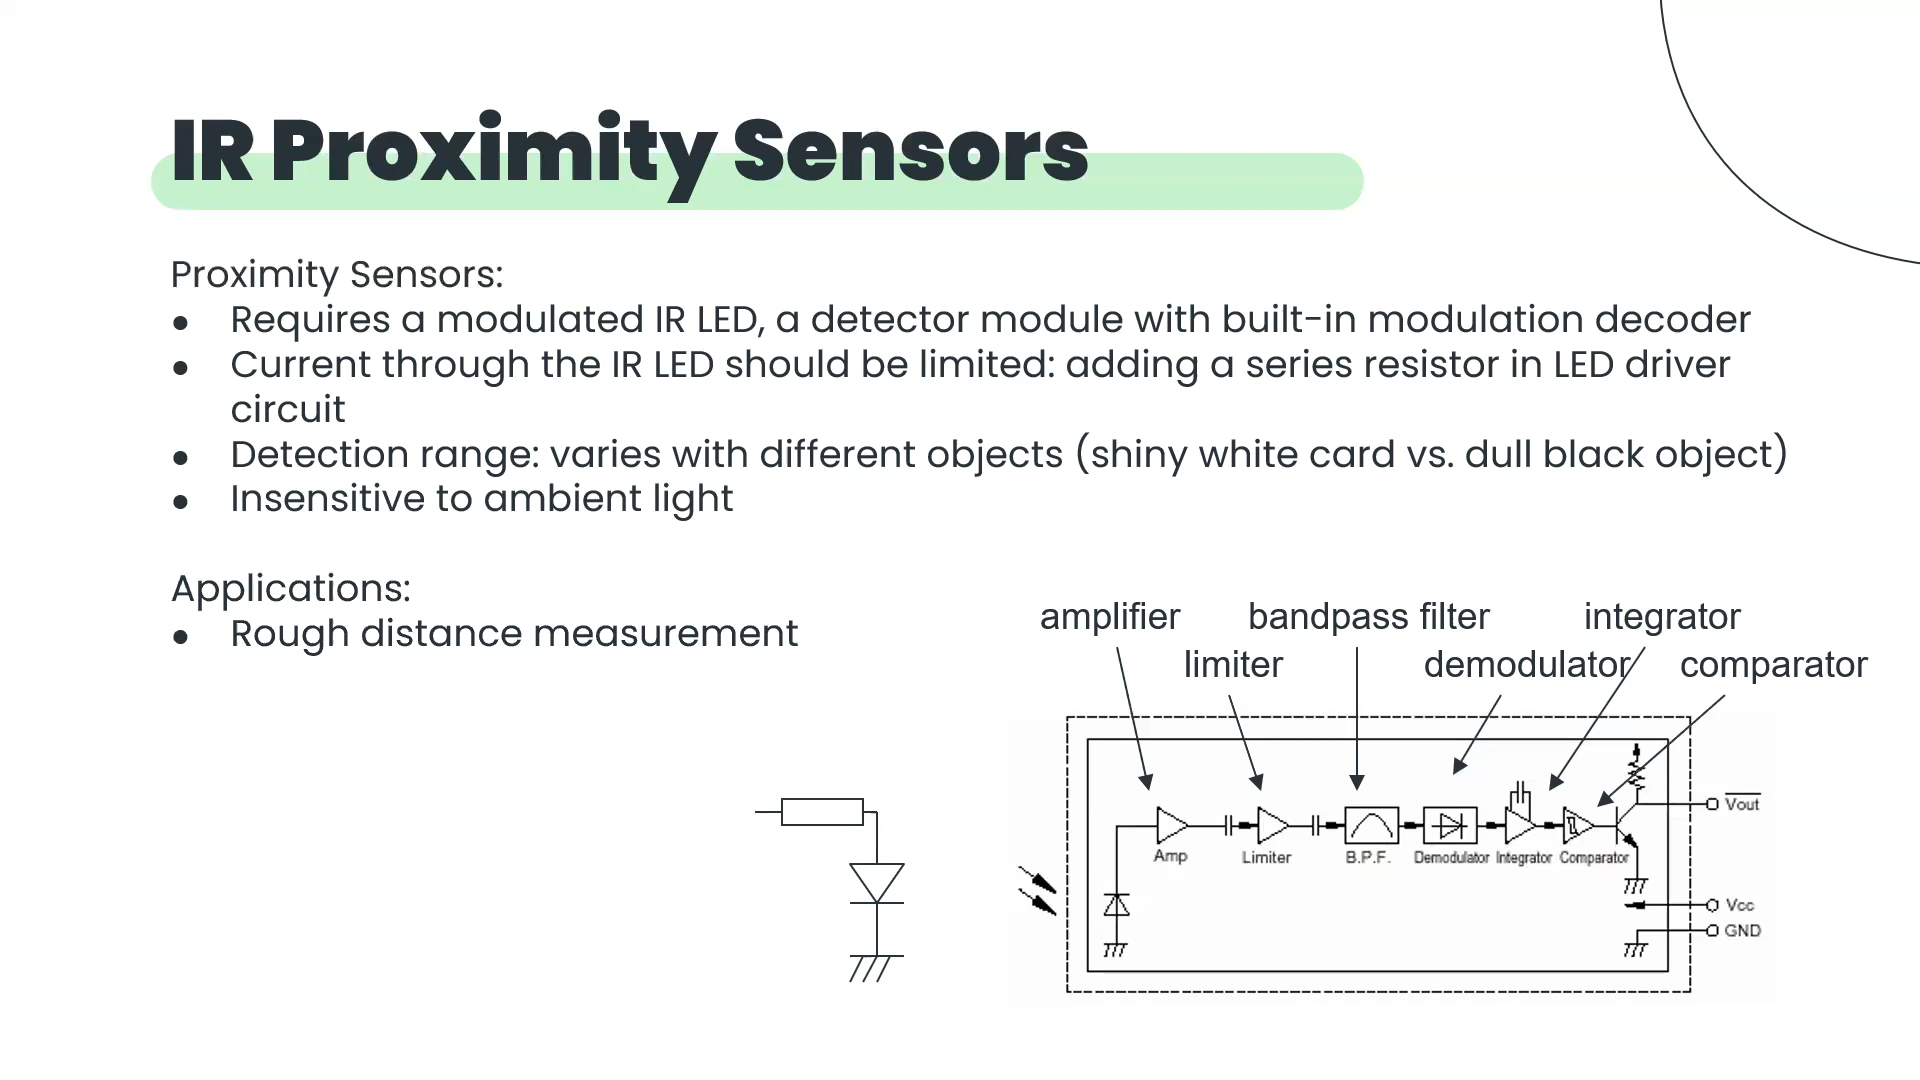 IR Proximity Sensors
Proximity Sensors:
● Requires a modulated IR LED, a detector module with built-in modulation decoder
● Current through the IR LED should be limited: adding a series resistor in LED driver
circuit
● Detection range: varies with different objects (shiny white card vs. dull black object)
● Insensitive to ambient light
Applications:
● Rough distance measurement
amplifier bandpass filter integrator
limiter demodulator comparator
Vout
Amp Limiter B.P.F. Demodulator Integrator Comparator
Vcc
GND